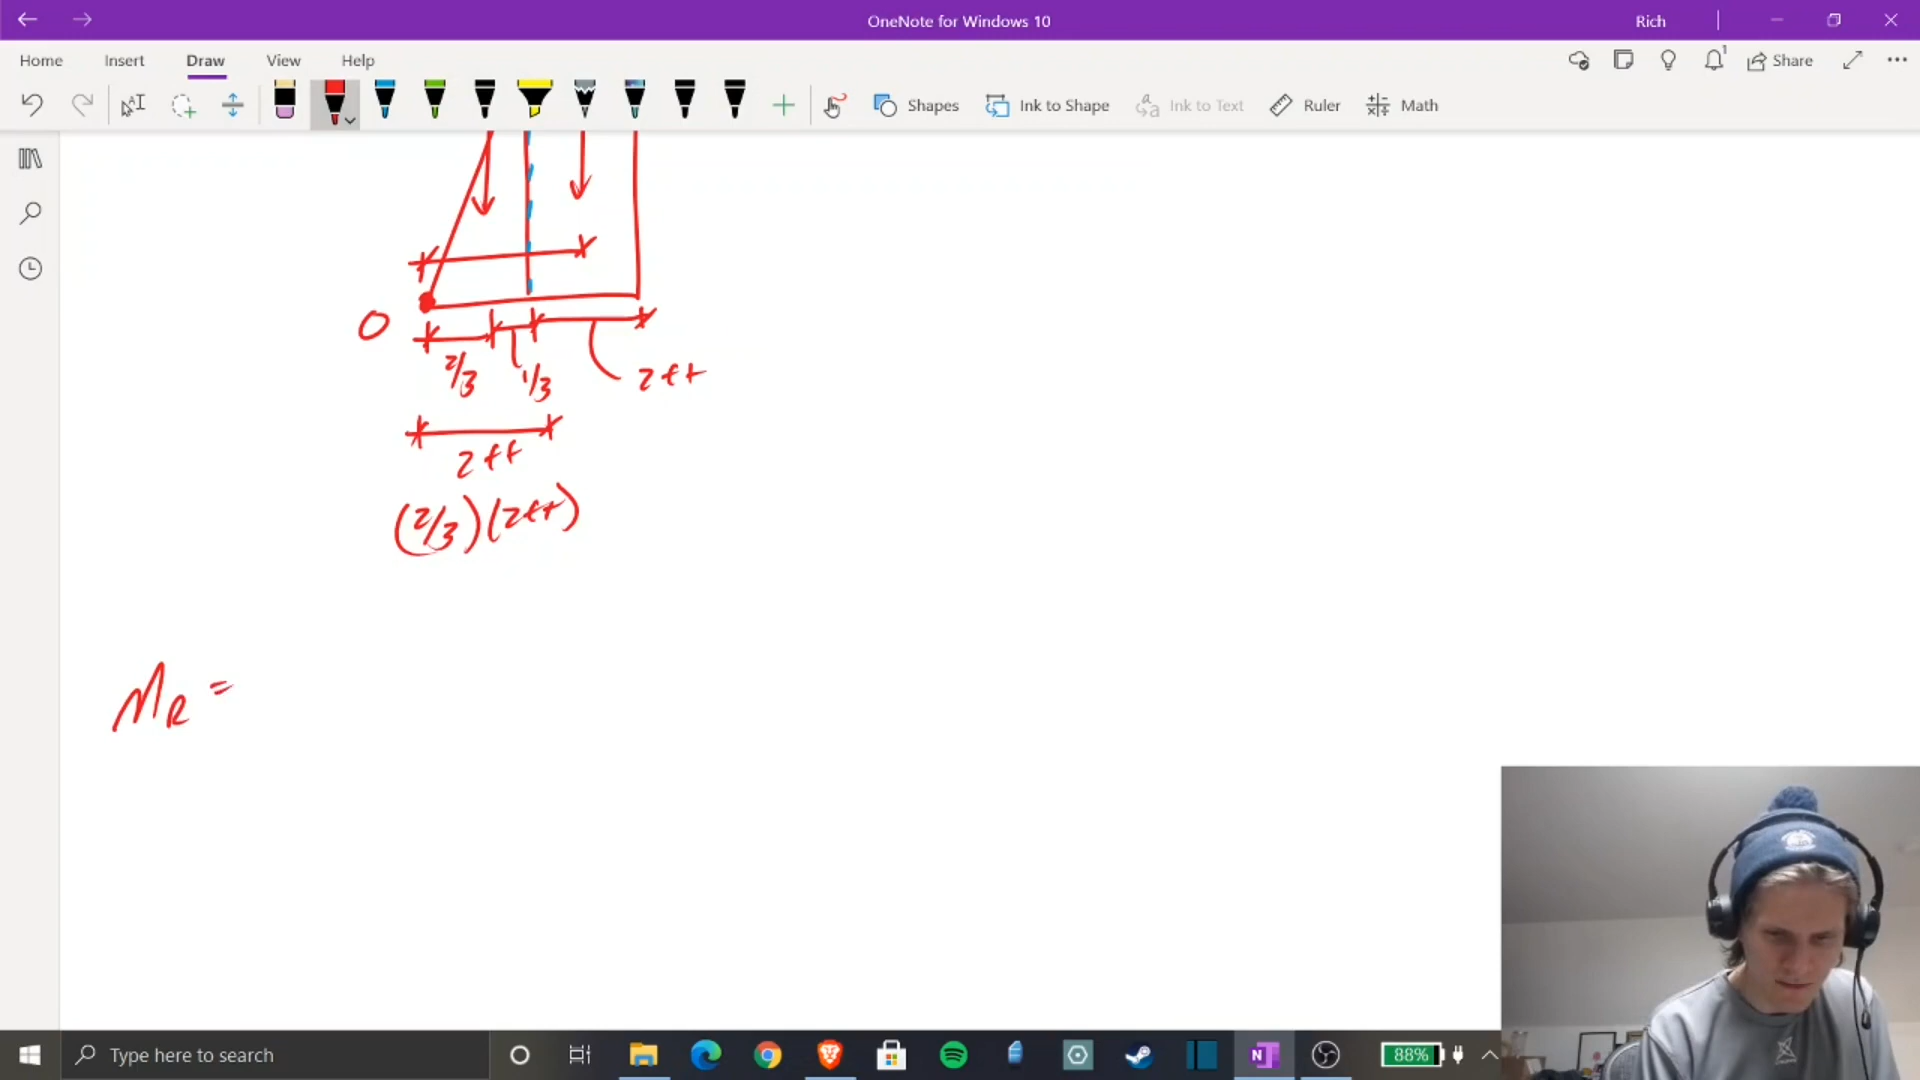 OneNote for Windows 10
Rich
Home Insert Draw View Help
1
Share
Shapes
Ink to Shape
Ink to Text
Ruler
Math
O
2/3 1/3 2ft
2ft
(2/3)(2ft)
MR =
Type here to search
88%